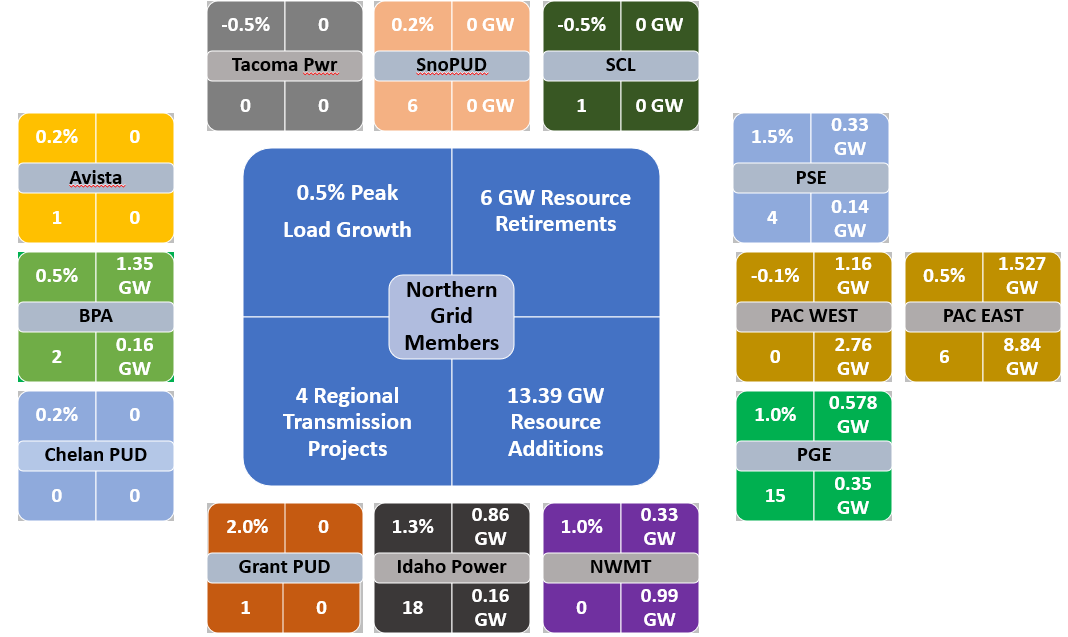 -0.5%
0
Tacoma Pwr
0
0
0.2%
0 GW
SnoPUD
6
0 GW
-0.5%
0 GW
SCL
1
0 GW
0.2%
0
Avista
1
0
0.5%
1.35
GW
BPA
2
0.16
GW
0.2%
0
Chelan PUD
0
0
0.5% Peak
Load Growth
6 GW Resource
Retirements
Northern
Grid
Members
4 Regional
Transmission
Projects
13.39 GW
Resource
Additions
1.5%
0.33
GW
PSE
4
0.14
GW
-0.1%
1.16
GW
PAC WEST
0
2.76
GW
0.5%
1.527
GW
PAC EAST
6
8.84
GW
1.0%
0.578
GW
PGE
15
0.35
GW
2.0%
0
Grant PUD
1
0
1.3%
0.86
GW
Idaho Power
18
0.16
GW
1.0%
0.33
GW
NWMT
0
0.99
GW